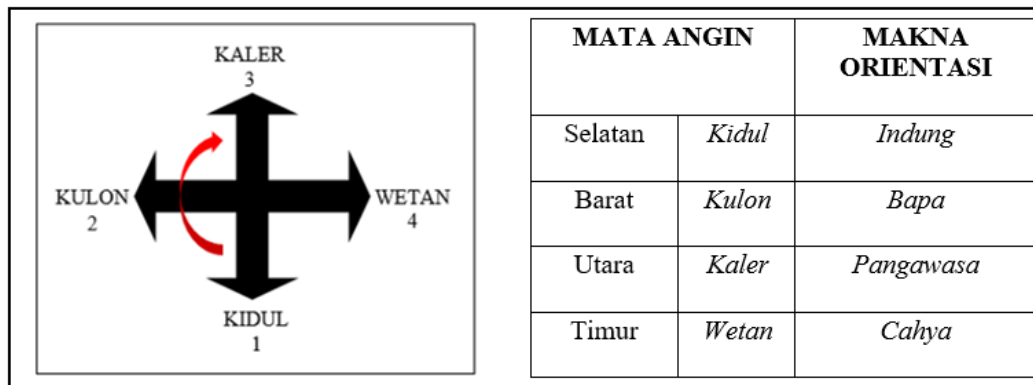 KALER
3
KULON
2
WETAN
4
KIDUL
1
MATA ANGIN MAKNA
ORIENTASI
Selatan Kidul Indung
Barat Kulon Bapa
Utara Kaler Pangawasa
Timur Wetan Cahya